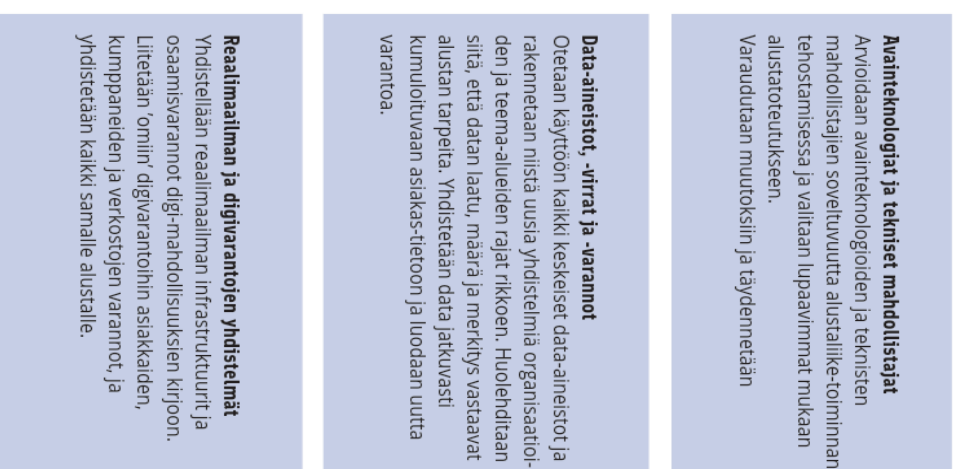 Avainteknologiat ja tekniset mahdollistajat
Arvioidaan avainteknologioiden ja teknisten
mahdollistajien soveltuvuutta alustaliike-toiminnan
tehostamisessa ja valitaan lupaavimmat mukaan
alustatoteutukseen.
Varaudutaan muutoksiin ja täydennetään
Data-aineistot, -virrat ja -varannot
Otetaan käyttöön kaikki keskeiset data-aineistot ja
rakennetaan niistä uusia yhdistelmiä organisaatioi-
den ja teema-alueiden rajat rikkoen. Huolehditaan
siitä, että datan laatu, määrä ja merkitys vastaavat
alustan tarpeita. Yhdistetään data jatkuvasti
kumuloituvaan asiakas-tietoon ja luodaan uutta
varantoa.
Reaalimaailman ja digivarantojen yhdistelmät
Yhdistellään reaalimaailman infrastruktuurit ja
osaamisvarannot digi-mahdollisuuksien kirjoon.
Liitetään ’omiin’ digivarantoihin asiakkaiden,
kumppaneiden ja verkostojen varannot, ja
yhdistetään kaikki samalle alustalle.